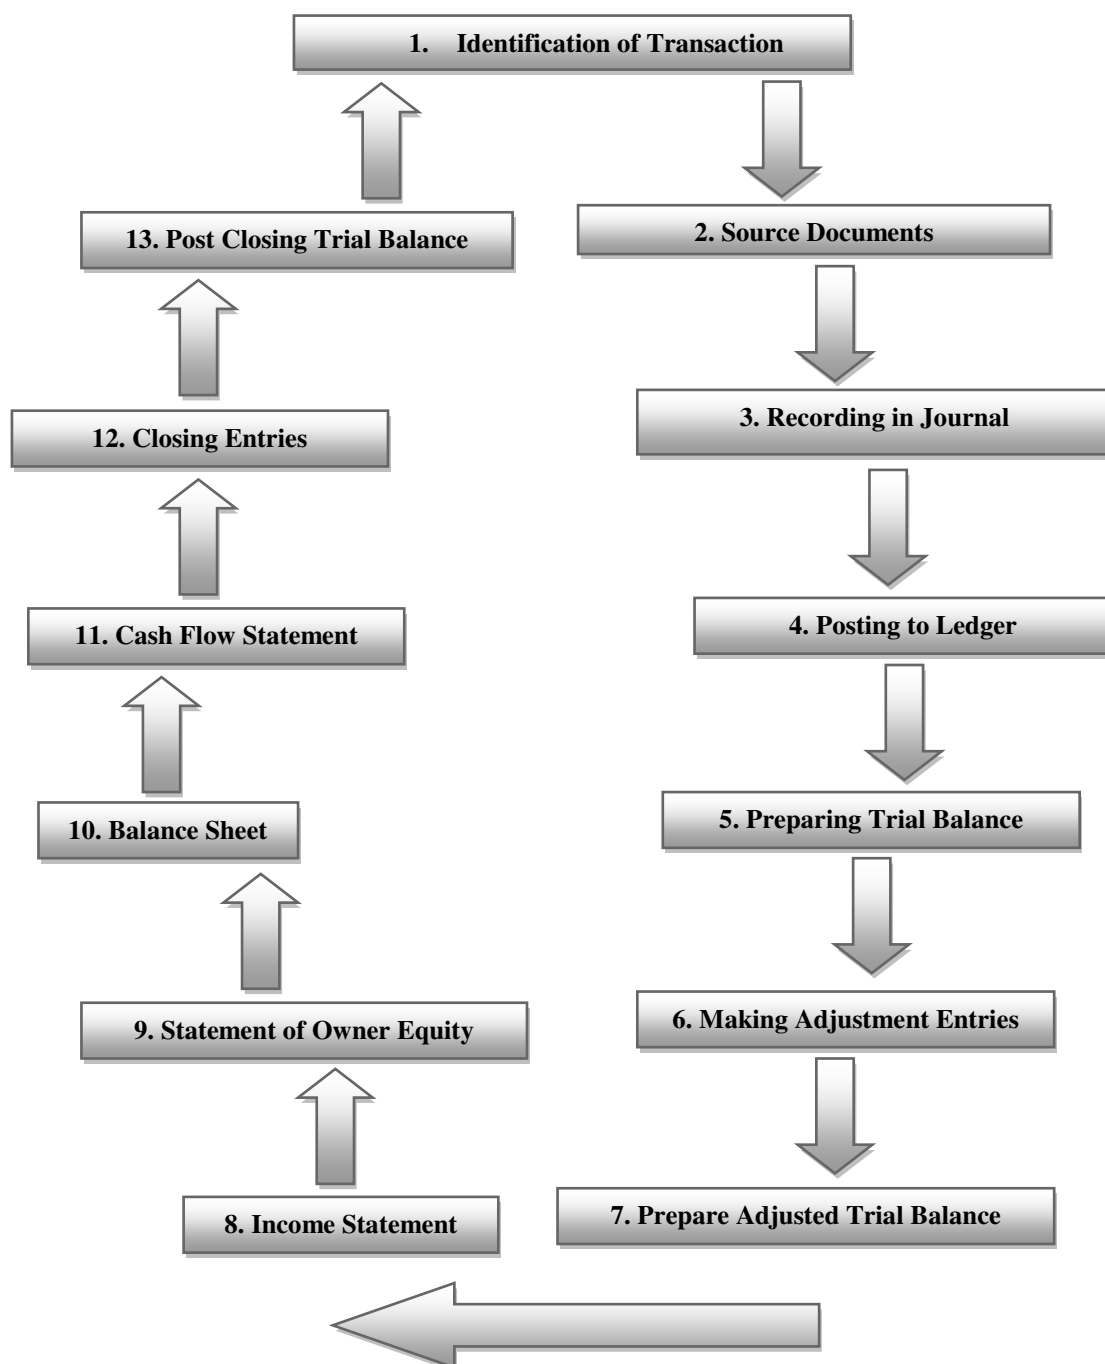 1. Identification of Transaction
2. Source Documents
3. Recording in Journal
4. Posting to Ledger
5. Preparing Trial Balance
6. Making Adjustment Entries
7. Prepare Adjusted Trial Balance
8. Income Statement
9. Statement of Owner Equity
10. Balance Sheet
11. Cash Flow Statement
12. Closing Entries
13. Post Closing Trial Balance